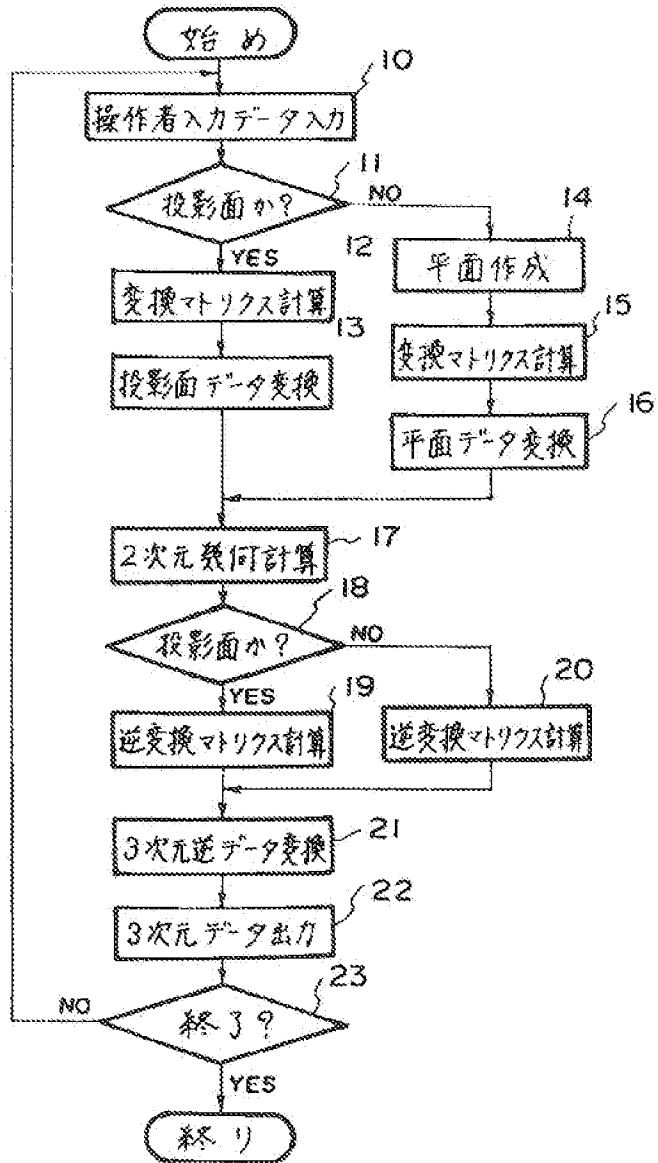 始め
10
操作者入力データ入力
11
投影面か?
NO
YES
12
変換マトリクス計算
13
投影面データ変換
14
平面作成
15
変換マトリクス計算
16
平面データ変換
17
2次元幾何計算
18
投影面か?
NO
YES
19
逆変換マトリクス計算
20
逆変換マトリクス計算
21
3次元逆データ変換
22
3次元データ出力
23
終了?
NO
YES
終り